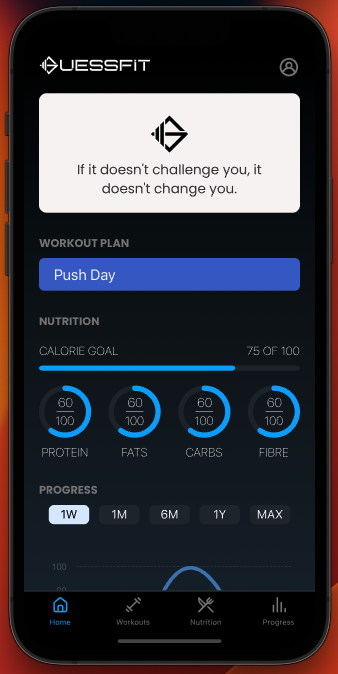 GUESSFIT
If it doesn't challenge you, it
doesn't change you.
WORKOUT PLAN
Push Day
NUTRITION
CALORIE GOAL 75 OF 100
60 60 60 60
100 100 100 100
PROTEIN FATS CARBS FIBRE
PROGRESS
1W 1M 6M 1Y MAX
100
Home Workouts Nutrition Progress